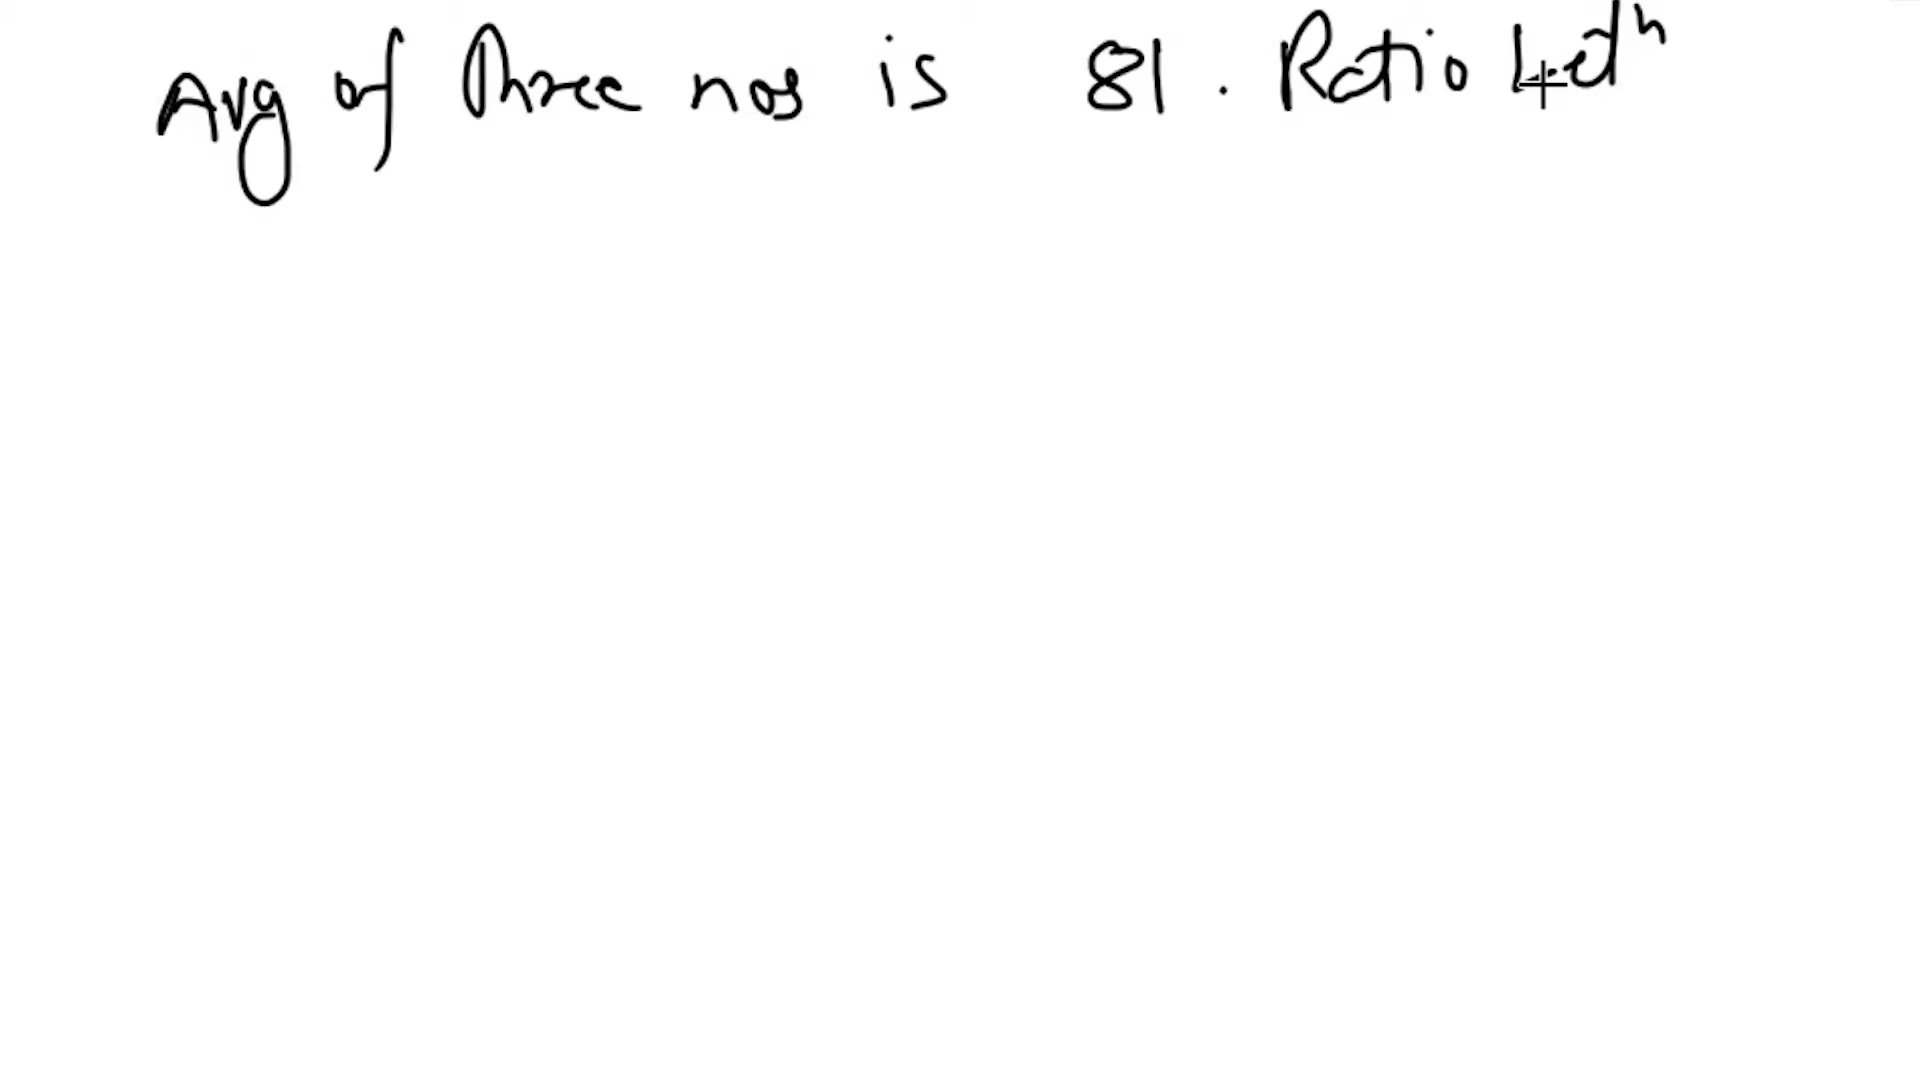 Avg of three nos is 81 . Ratio